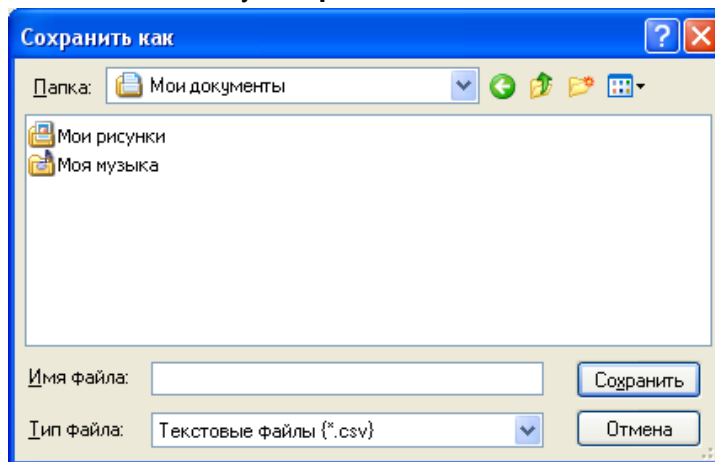 Сохранить как
Папка: Мои документы
Мои рисунки
Моя музыка
Имя файла: Сохранить
Тип файла: Текстовые файлы {*.csv} Отмена